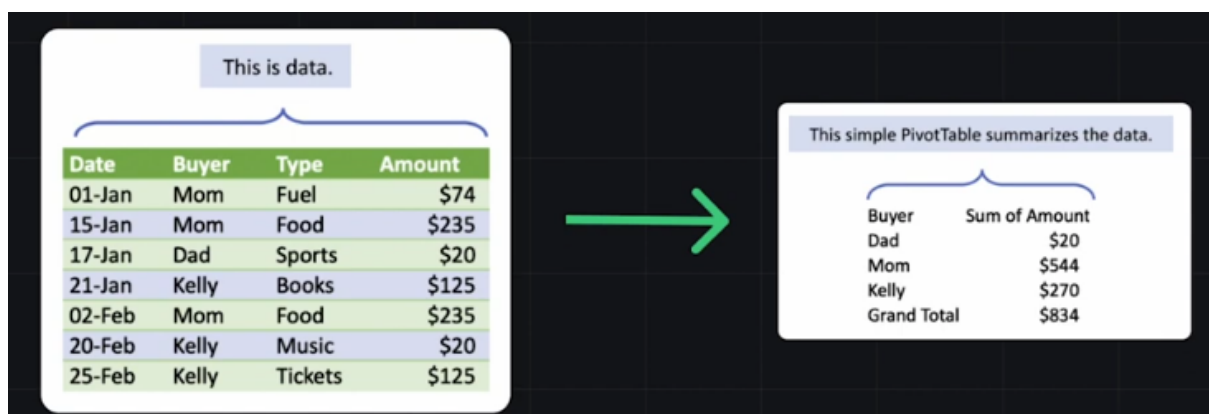 This is data.
Date Buyer Type Amount
01-Jan Mom Fuel $74
15-Jan Mom Food $235
17-Jan Dad Sports $20
21-Jan Kelly Books $125
02-Feb Mom Food $235
20-Feb Kelly Music $20
25-Feb Kelly Tickets $125
This simple PivotTable summarizes the data.
Buyer Sum of Amount
Dad $20
Mom $544
Kelly $270
Grand Total $834